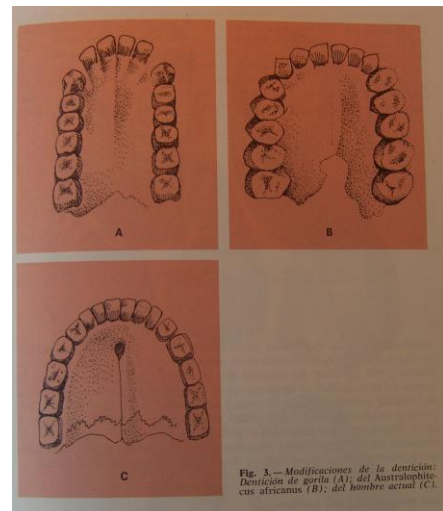 A
B
C
Fig. 3.—Modificaciones de la dentición:
Dentición de gorila (A); del Australophite-
cus africanus (B); del hombre actual (C).